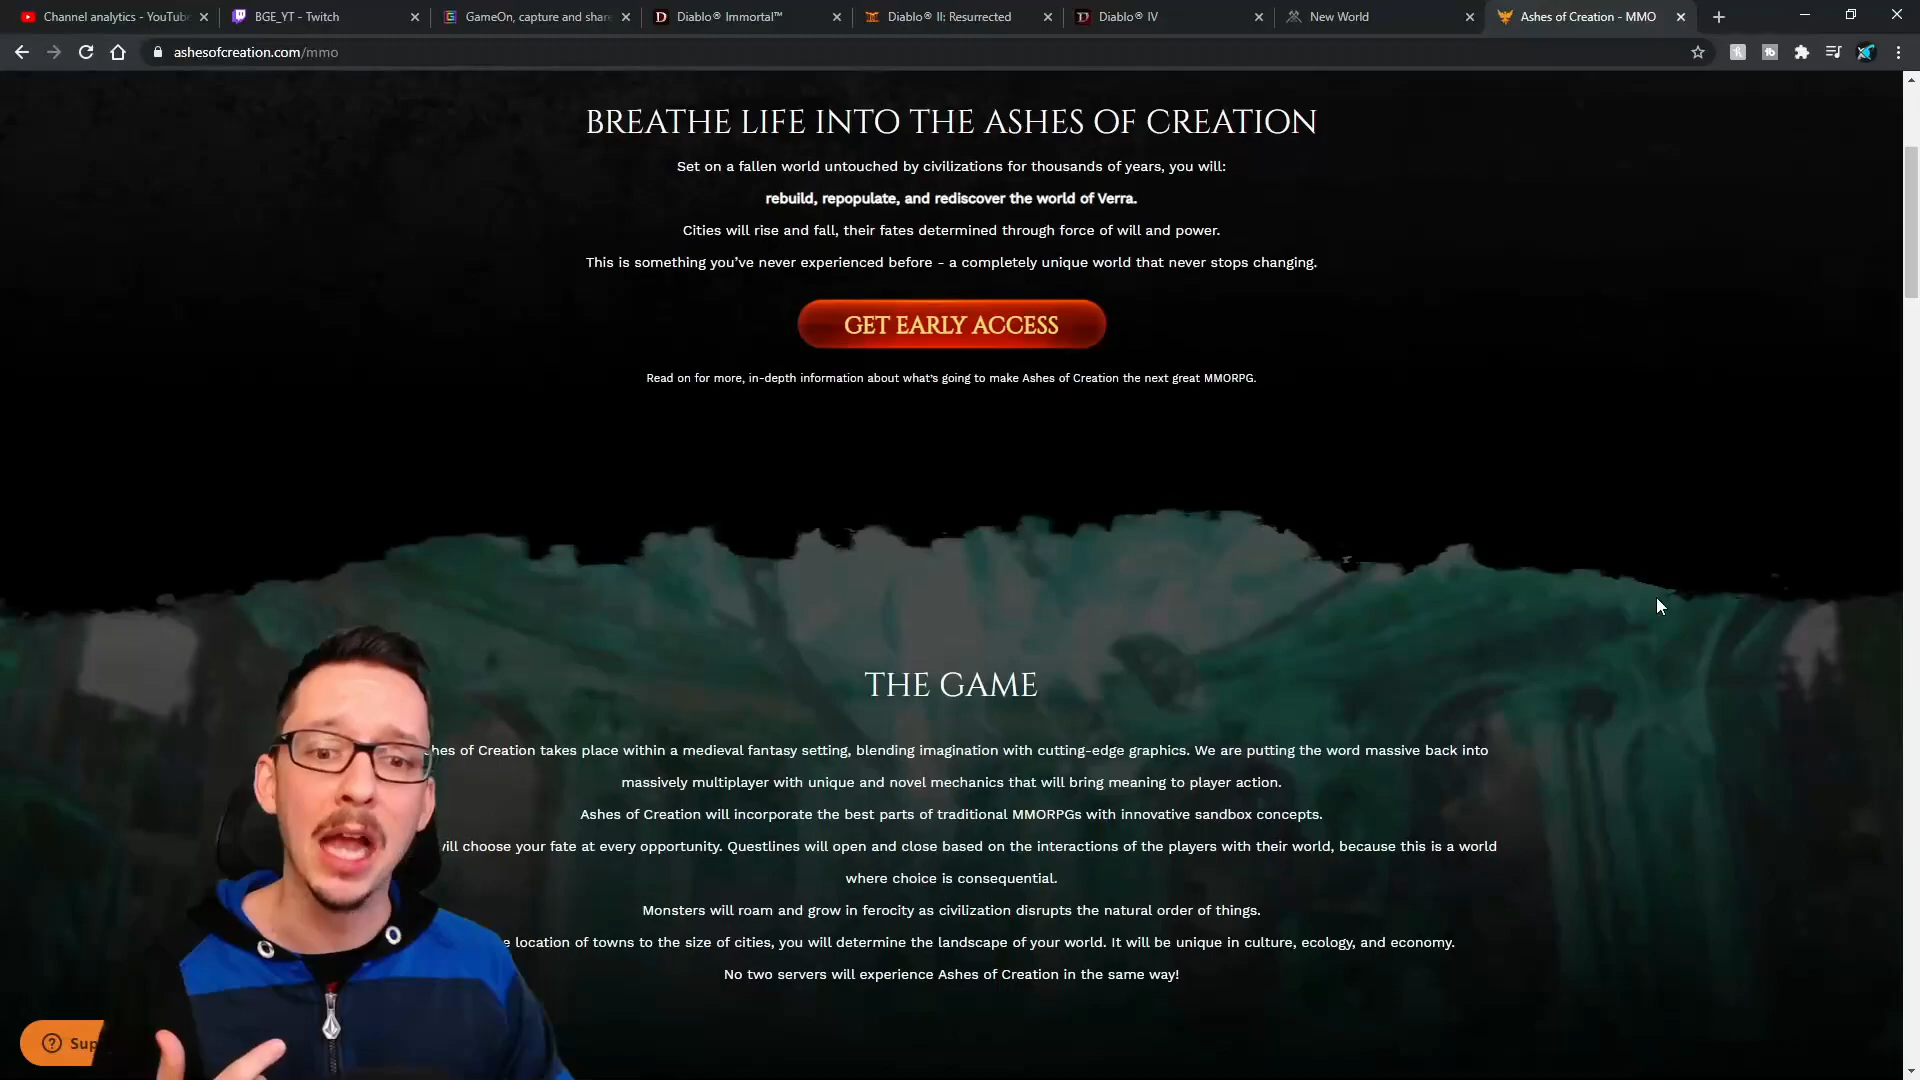 Channel analytics - YouTube
BGE_YT - Twitch
GameOn, capture and shar
Diablo® Immortal™
Diablo® II: Resurrected
Diablo® IV
New World
Ashes of Creation - MMO
ashesofcreation.com/mmo
BREATHE LIFE INTO THE ASHES OF CREATION
Set on a fallen world untouched by civilizations for thousands of years, you will:
rebuild, repopulate, and rediscover the world of Verra.
Cities will rise and fall, their fates determined through force of will and power.
This is something you've never experienced before - a completely unique world that never stops changing.
GET EARLY ACCESS
Read on for more, in-depth information about what's going to make Ashes of Creation the next great MMORPG.
THE GAME
hes of Creation takes place within a medieval fantasy setting, blending imagination with cutting-edge graphics. We are putting the word massive back into
massively multiplayer with unique and novel mechanics that will bring meaning to player action.
Ashes of Creation will incorporate the best parts of traditional MMORPGs with innovative sandbox concepts.
will choose your fate at every opportunity. Questlines will open and close based on the interactions of the players with their world, because this is a world
where choice is consequential.
Monsters will roam and grow in ferocity as civilization disrupts the natural order of things.
e location of towns to the size of cities, you will determine the landscape of your world. It will be unique in culture, ecology, and economy.
No two servers will experience Ashes of Creation in the same way!
Sup